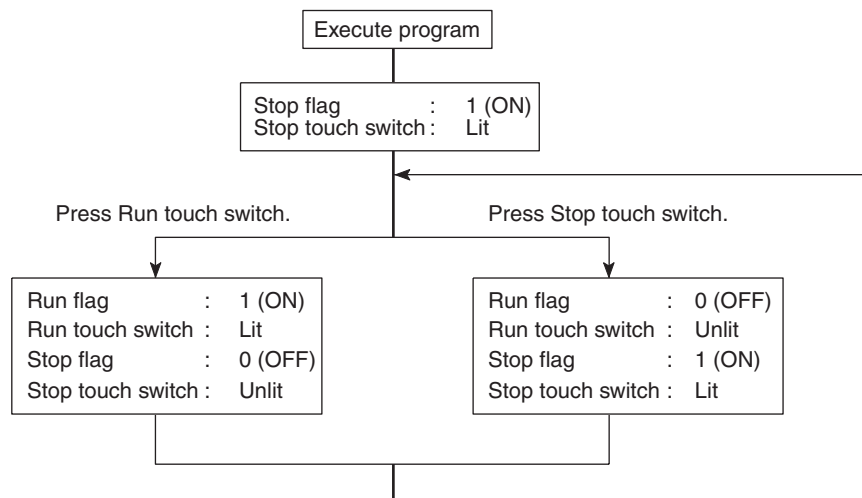 Execute program
Stop flag : 1 (ON)
Stop touch switch : Lit
Press Run touch switch.
Press Stop touch switch.
Run flag : 1 (ON)
Run touch switch : Lit
Stop flag : 0 (OFF)
Stop touch switch : Unlit
Run flag : 0 (OFF)
Run touch switch : Unlit
Stop flag : 1 (ON)
Stop touch switch : Lit